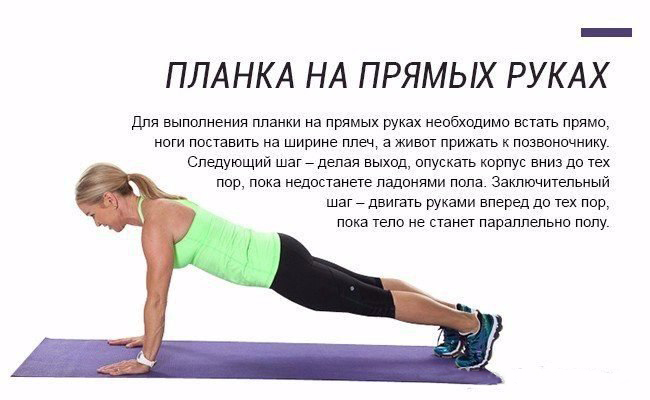 ПЛАНКА НА ПРЯМЫХ РУКАХ
Для выполнения планки на прямых руках необходимо встать прямо,
ноги поставить на ширине плеч, а живот прижать к позвоночнику.
Следующий шаг – делая выход, опускать корпус вниз до тех
пор, пока недостанете ладонями пола. Заключительный
шаг – двигать руками вперед до тех пор,
пока тело не станет параллельно полу.